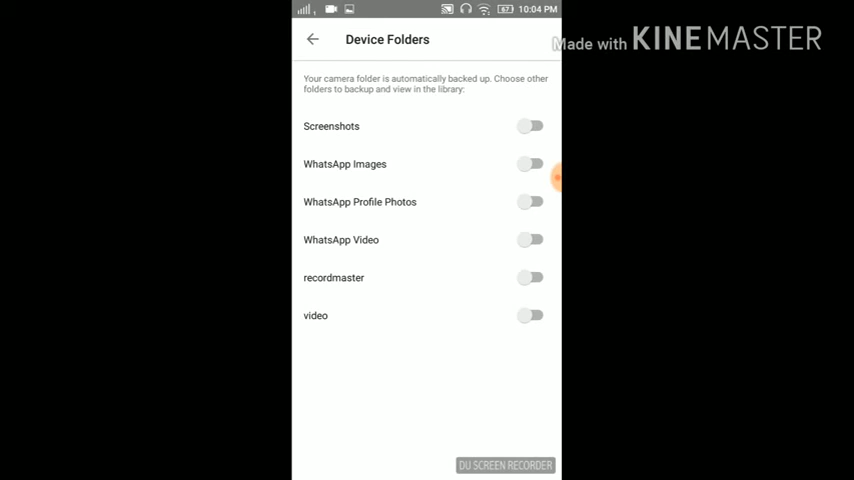 67 10:04 PM
Device Folders
Made with KINEMASTER
Your camera folder is automatically backed up. Choose other
folders to backup and view in the library:
Screenshots
WhatsApp Images
WhatsApp Profile Photos
WhatsApp Video
recordmaster
video
DU SCREEN RECORDER